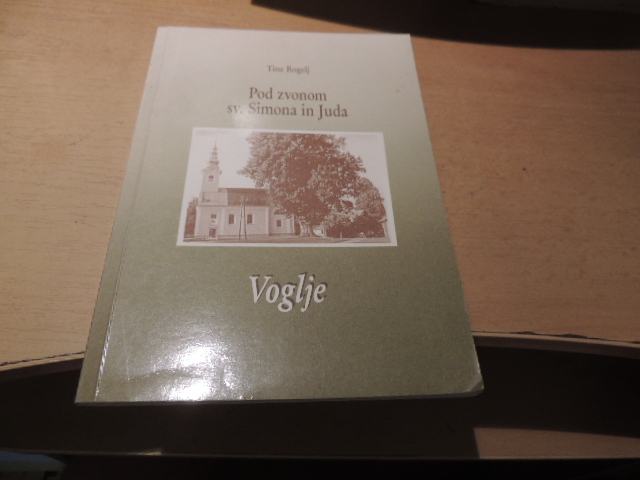 Tine Rogelj
Pod zvonom
sv. Simona in Juda
Voglje